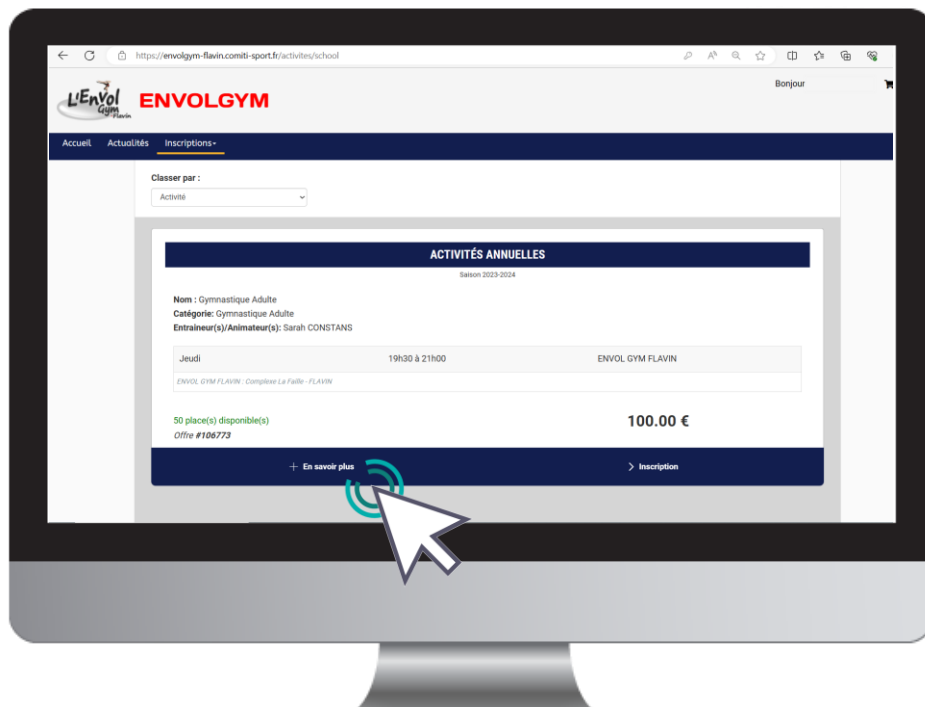 https://envolgym-flavin.comiti-sport.fr/activites/school
Bonjour
L'EnVol
Gym
Flavin
ENVOLGYM
Accueil Actualités Inscriptions
Classer par :
Activité
ACTIVITÉS ANNUELLES
Saison 2023-2024
Nom : Gymnastique Adulte
Catégorie: Gymnastique Adulte
Entraineur(s)/Animateur(s): Sarah CONSTANS
Jeudi 19h30 à 21h00 ENVOL GYM FLAVIN
ENVOL GYM FLAVIN : Complexe La Faille - FLAVIN
50 place(s) disponible(s) 100.00 €
Offre #106773
+ En savoir plus > Inscription